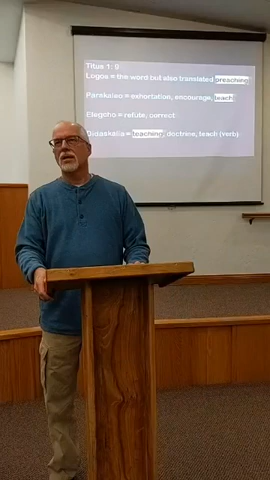 Titus 1: 9
Logos = the word but also translated preaching
Parakaleo = exhortation, encourage, teach
Elegcho = refute, correct
Didaskalia = teaching, doctrine, teach (verb)